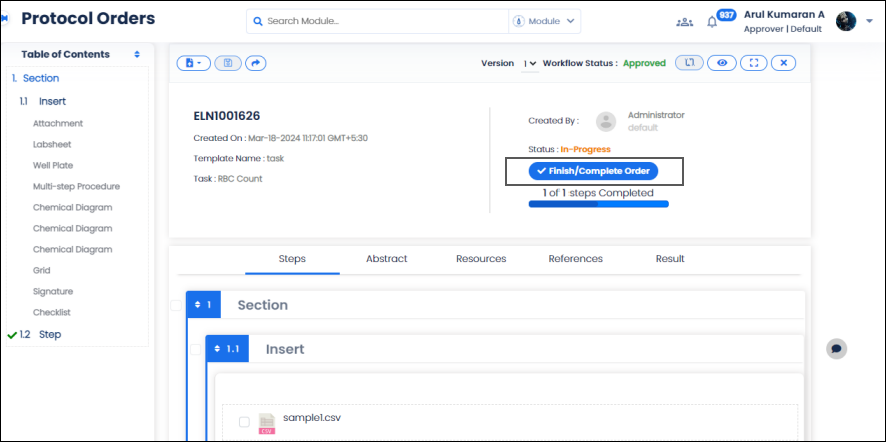 Protocol Orders
Search Module...
Module
937
Arul Kumaran A
Approver | Default
Table of Contents
1. Section
1.1 Insert
Attachment
Labsheet
Well Plate
Multi-step Procedure
Chemical Diagram
Chemical Diagram
Chemical Diagram
Grid
Signature
Checklist
1.2 Step
Version 1 Workflow Status : Approved
ELN1001626
Created On : Mar-18-2024 11:17:01 GMT+5:30
Template Name : task
Task : RBC Count
Created By : Administrator
default
Status : In-Progress
Finish/Complete Order
1 of 1 steps Completed
Steps Abstract Resources References Result
1 Section
1.1 Insert
sample1.csv
CSV